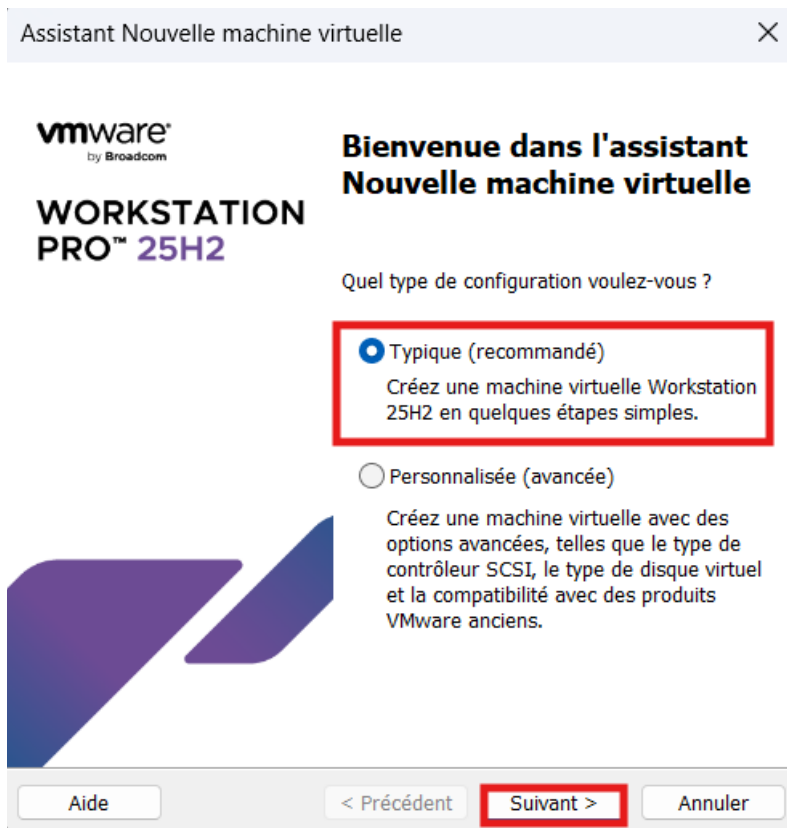 Assistant Nouvelle machine virtuelle
vmware®
by Broadcom
WORKSTATION
PRO™ 25H2
Bienvenue dans l'assistant
Nouvelle machine virtuelle
Quel type de configuration voulez-vous ?
Typique (recommandé)
Créez une machine virtuelle Workstation
25H2 en quelques étapes simples.
Personnalisée (avancée)
Créez une machine virtuelle avec des
options avancées, telles que le type de
contrôleur SCSI, le type de disque virtuel
et la compatibilité avec des produits
VMware anciens.
Aide
< Précédent
Suivant >
Annuler